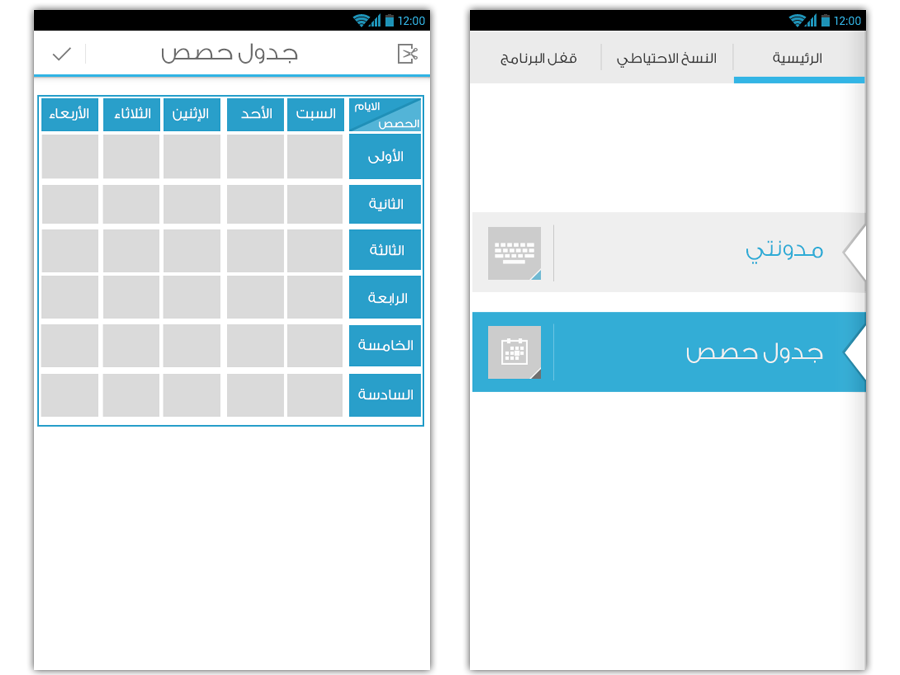 12:00
جدول حصص
الايام
الحصص
السبت
الأحد
الإثنين
الثلاثاء
الأربعاء
الأولى
الثانية
الثالثة
الرابعة
الخامسة
السادسة
12:00
الرئيسية
النسخ الاحتياطي
قفل البرنامج
مدونتي
جدول حصص